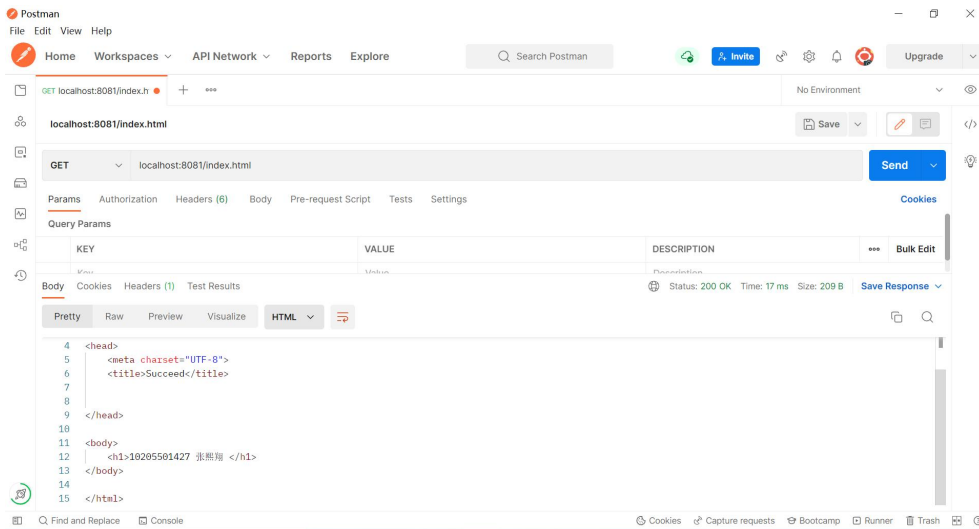 Postman
File Edit View Help
Home Workspaces API Network Reports Explore Search Postman Invite Upgrade
GET localhost:8081/index.h No Environment
localhost:8081/index.html Save
GET localhost:8081/index.html Send
Params Authorization Headers (6) Body Pre-request Script Tests Settings Cookies
Query Params
KEY VALUE DESCRIPTION Bulk Edit
Key Value Description
Body Cookies Headers (1) Test Results Status: 200 OK Time: 17 ms Size: 209 B Save Response
Pretty Raw Preview Visualize HTML
4 <head>
5 <meta charset="UTF-8">
6 <title>Succeed</title>
7
8
9 </head>
10
11 <body>
12 <h1>10205501427 张熙翔 </h1>
13 </body>
14
15 </html>
Find and Replace Console Cookies Capture requests Bootcamp Runner Trash